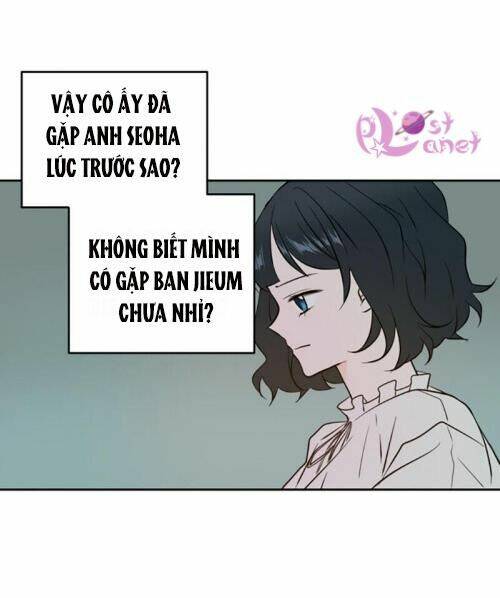 VẬY CÔ ẤY ĐÃ
GẶP ANH SEOHA
LÚC TRƯỚC SAO?
KHÔNG BIẾT MÌNH
CÓ GẶP BAN JIEUM
CHƯA NHỈ?
Lost
Planet